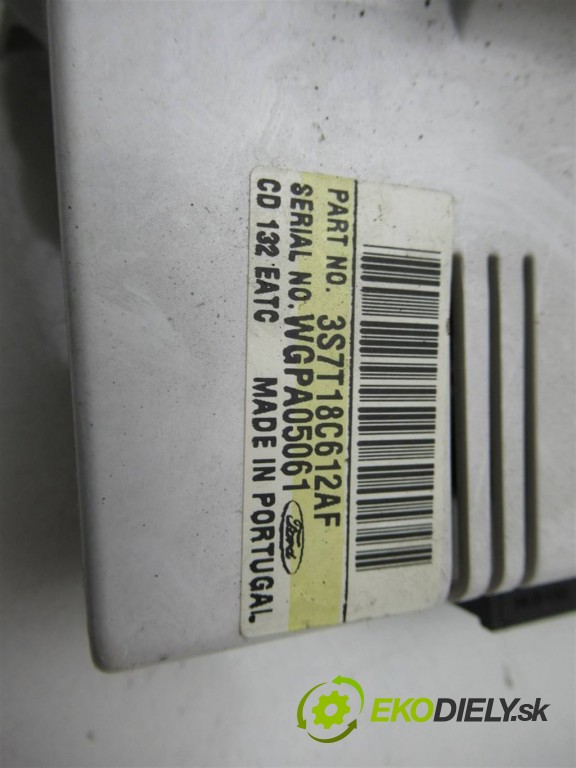 PART NO. 3S7T18C612AF
SERIAL NO. WGPA05061
CD 132 EATC MADE IN PORTUGAL
Ford
EKODIELY.sk